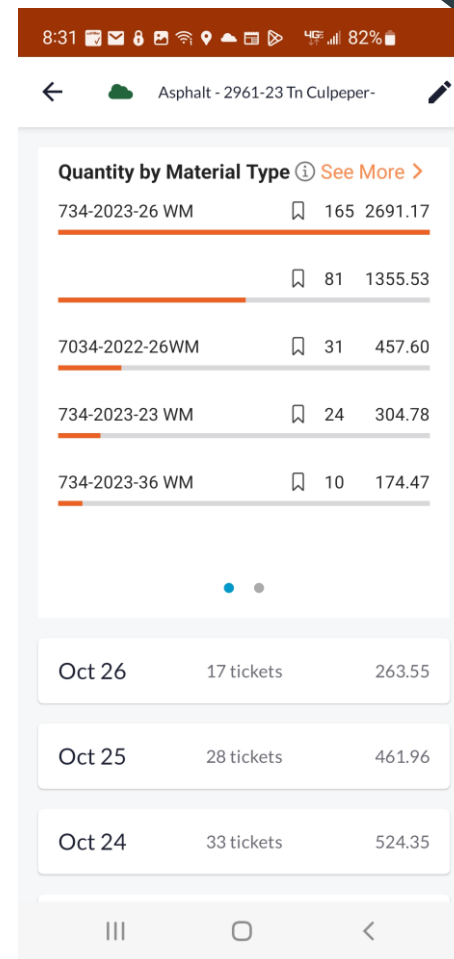 8:31 4G 82%
Asphalt - 2961-23 Tn Culpeper-
Quantity by Material Type See More >
734-2023-26 WM 165 2691.17
81 1355.53
7034-2022-26WM 31 457.60
734-2023-23 WM 24 304.78
734-2023-36 WM 10 174.47
Oct 26 17 tickets 263.55
Oct 25 28 tickets 461.96
Oct 24 33 tickets 524.35